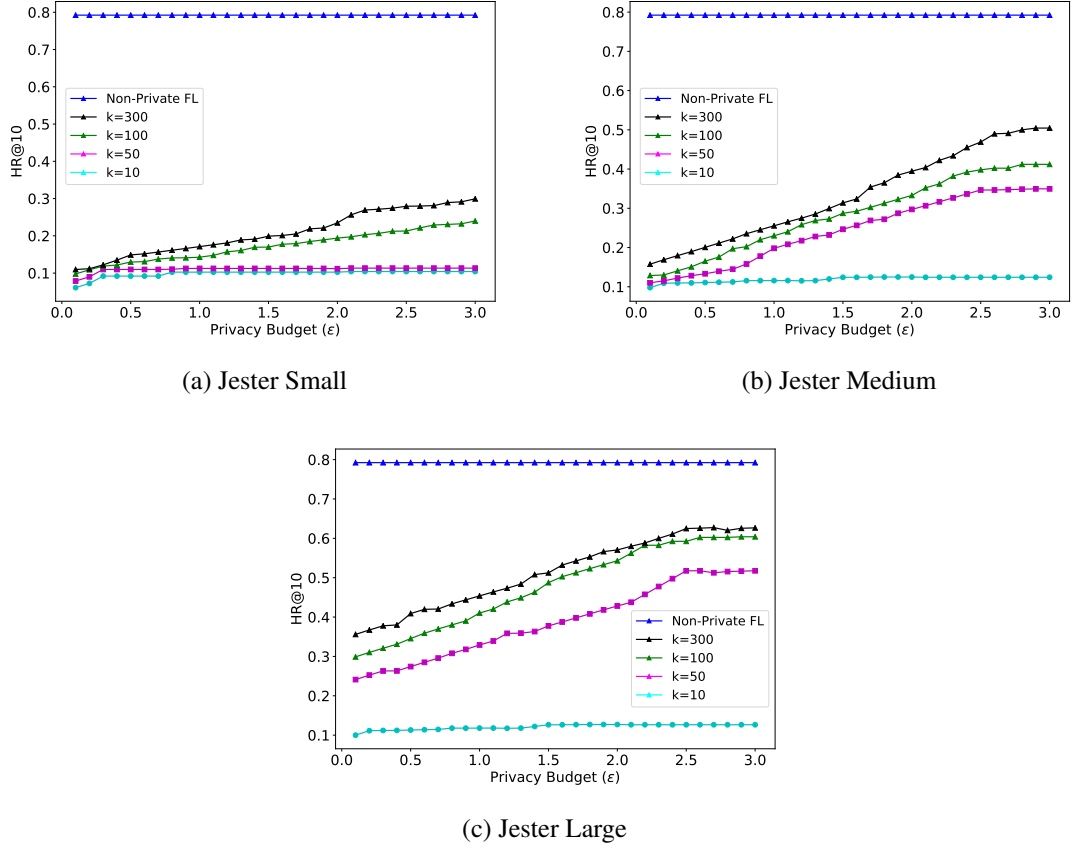 0.8
0.7
0.6
0.5
0.4
0.3
0.2
0.1
HR@10
Non-Private FL
k=300
k=100
k=50
k=10
0.0 0.5 1.0 1.5 2.0 2.5 3.0
Privacy Budget (ε)
(a) Jester Small
0.8
0.7
0.6
0.5
0.4
0.3
0.2
0.1
HR@10
Non-Private FL
k=300
k=100
k=50
k=10
0.0 0.5 1.0 1.5 2.0 2.5 3.0
Privacy Budget (ε)
(b) Jester Medium
0.8
0.7
0.6
0.5
0.4
0.3
0.2
0.1
HR@10
Non-Private FL
k=300
k=100
k=50
k=10
0.0 0.5 1.0 1.5 2.0 2.5 3.0
Privacy Budget (ε)
(c) Jester Large